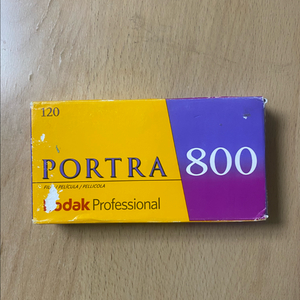 120
PORTRA 800
FILM / PELÍCULA / PELLICOLA
Kodak Professional